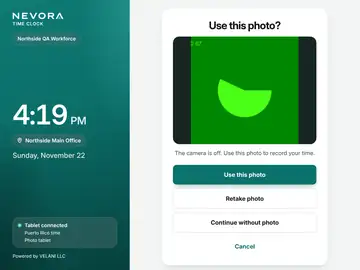 NEVORA
TIME CLOCK
Northside QA Workforce
4:19 PM
Northside Main Office
Sunday, November 22
Tablet connected
Puerto Rico time
Photo tablet
Powered by VELANI LLC
Use this photo?
The camera is off. Use this photo to record your time.
Use this photo
Retake photo
Continue without photo
Cancel